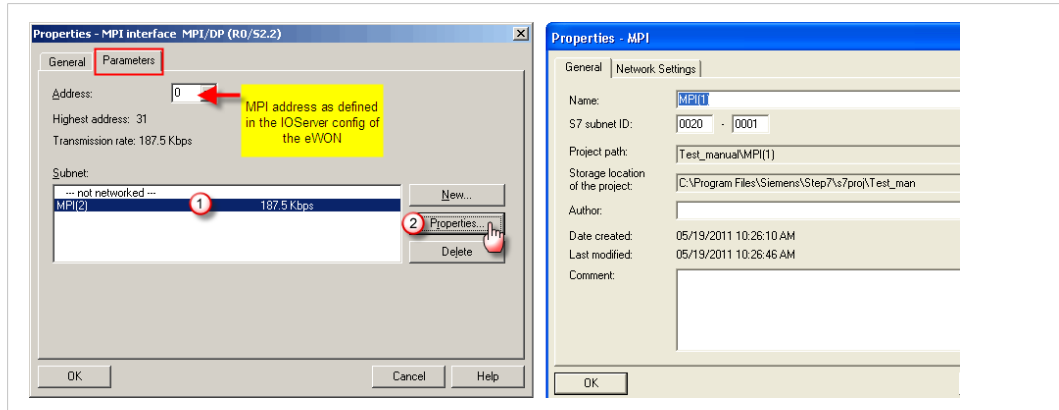 Properties - MPI interface MPI/DP (R0/S2.2)
General Parameters
Address: 0
MPI address as defined
in the IOServer config of
the eWON
Highest address: 31
Transmission rate: 187.5 Kbps
Subnet:
--- not networked ---
MPI(2) 1 187.5 Kbps
New...
2 Properties...
Delete
OK Cancel Help
Properties - MPI
General Network Settings
Name: MPI(1)
S7 subnet ID: 0020 - 0001
Project path: Test_manual\MPI(1)
Storage location
of the project: C:\Program Files\Siemens\Step7\s7proj\Test_man
Author:
Date created: 05/19/2011 10:26:10 AM
Last modified: 05/19/2011 10:26:46 AM
Comment:
OK